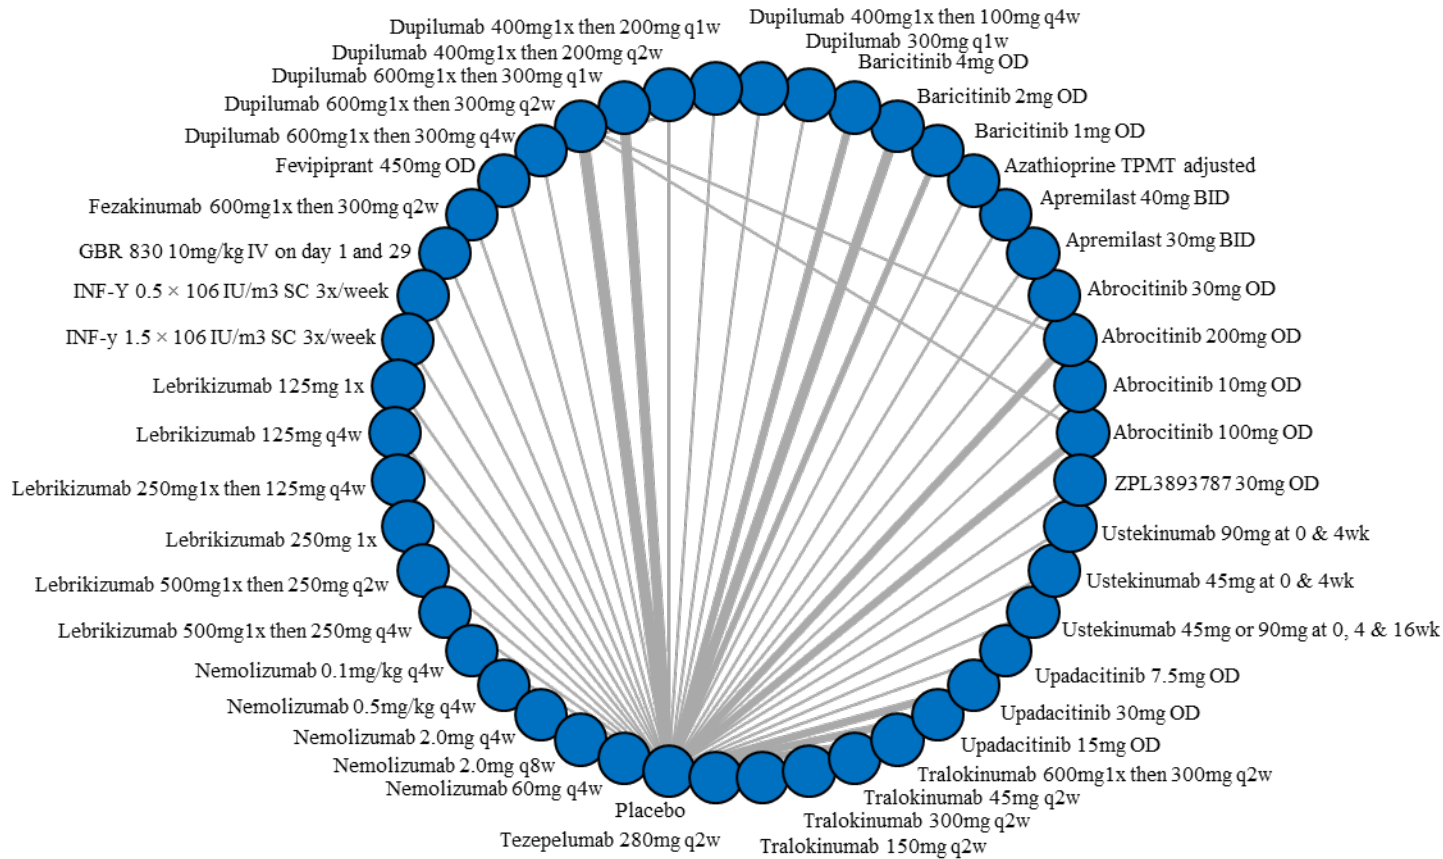 Dupilumab 400mg1x then 100mg q4w
Dupilumab 400mg1x then 200mg q1w
Dupilumab 300mg q1w
Dupilumab 400mg1x then 200mg q2w
Baricitinib 4mg OD
Dupilumab 600mg1x then 300mg q1w
Baricitinib 2mg OD
Dupilumab 600mg1x then 300mg q2w
Baricitinib 1mg OD
Dupilumab 600mg1x then 300mg q4w
Azathioprine TPMT adjusted
Fevipiprant 450mg OD
Apremilast 40mg BID
Fezakinumab 600mg1x then 300mg q2w
Apremilast 30mg BID
GBR 830 10mg/kg IV on day 1 and 29
Abrocitinib 30mg OD
INF-Y 0.5 × 106 IU/m3 SC 3x/week
Abrocitinib 200mg OD
INF-y 1.5 × 106 IU/m3 SC 3x/week
Abrocitinib 10mg OD
Lebrikizumab 125mg 1x
Abrocitinib 100mg OD
Lebrikizumab 125mg q4w
ZPL389378730mg OD
Lebrikizumab 250mg1x then 125mg q4w
Ustekinumab 90mg at 0 & 4wk
Lebrikizumab 250mg 1x
Ustekinumab 45mg at 0 & 4wk
Lebrikizumab 500mg1x then 250mg q2w
Ustekinumab 45mg or 90mg at 0, 4 & 16wk
Lebrikizumab 500mg1x then 250mg q4w
Upadacitinib 7.5mg OD
Nemolizumab 0.1mg/kg q4w
Upadacitinib 30mg OD
Nemolizumab 0.5mg/kg q4w
Upadacitinib 15mg OD
Nemolizumab 2.0mg q4w
Tralokinumab 600mg1x then 300mg q2w
Nemolizumab 2.0mg q8w
Tralokinumab 45mg q2w
Nemolizumab 60mg q4w
Tralokinumab 300mg q2w
Placebo
Tralokinumab 150mg q2w
Tezepelumab 280mg q2w